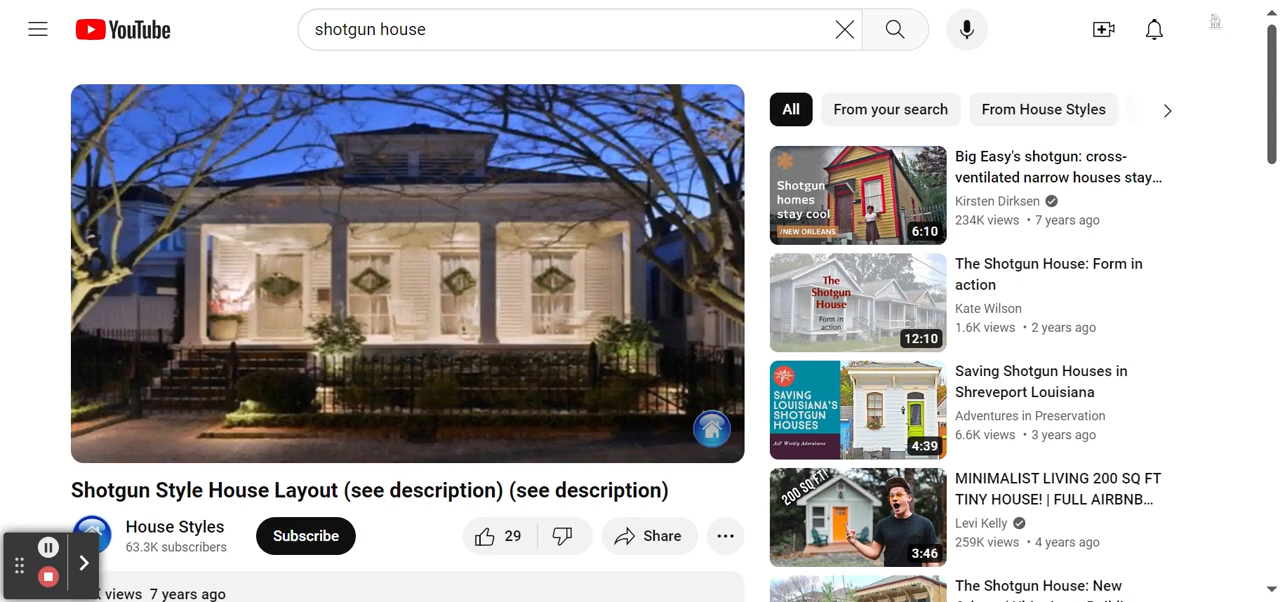 YouTube
shotgun house
Shotgun Style House Layout (see description) (see description)
House Styles
63.3K subscribers
Subscribe
29
Share
views 7 years ago
All
From your search
From House Styles
Shotgun
homes
stay cool
/NEW ORLEANS
6:10
Big Easy's shotgun: cross-
ventilated narrow houses stay…
Kirsten Dirksen
234K views • 7 years ago
The
Shotgun
House
Form in
action
12:10
The Shotgun House: Form in
action
Kate Wilson
1.6K views • 2 years ago
SAVING
LOUISIANA'S
SHOTGUN
HOUSES
AiP Weekly Adventures
4:39
Saving Shotgun Houses in
Shreveport Louisiana
Adventures in Preservation
6.6K views • 3 years ago
200 SQ FT!
3:46
MINIMALIST LIVING 200 SQ FT
TINY HOUSE! | FULL AIRBNB…
Levi Kelly
259K views • 4 years ago
The Shotgun House: New